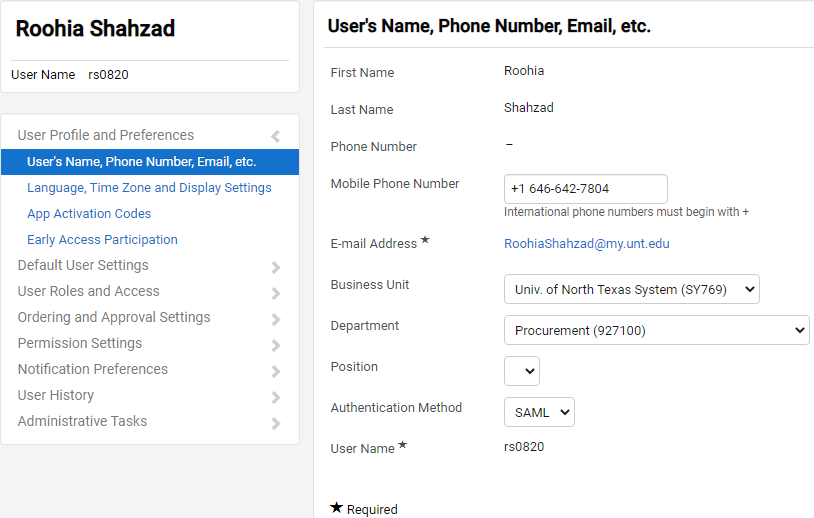 Roohia Shahzad
User Name rs0820
User Profile and Preferences
User's Name, Phone Number, Email, etc.
Language, Time Zone and Display Settings
App Activation Codes
Early Access Participation
Default User Settings
User Roles and Access
Ordering and Approval Settings
Permission Settings
Notification Preferences
User History
Administrative Tasks
User's Name, Phone Number, Email, etc.
First Name Roohia
Last Name Shahzad
Phone Number –
Mobile Phone Number +1 646-642-7804
International phone numbers must begin with +
E-mail Address ★ RoohiaShahzad@my.unt.edu
Business Unit Univ. of North Texas System (SY769)
Department Procurement (927100)
Position
Authentication Method SAML
User Name ★ rs0820
★ Required